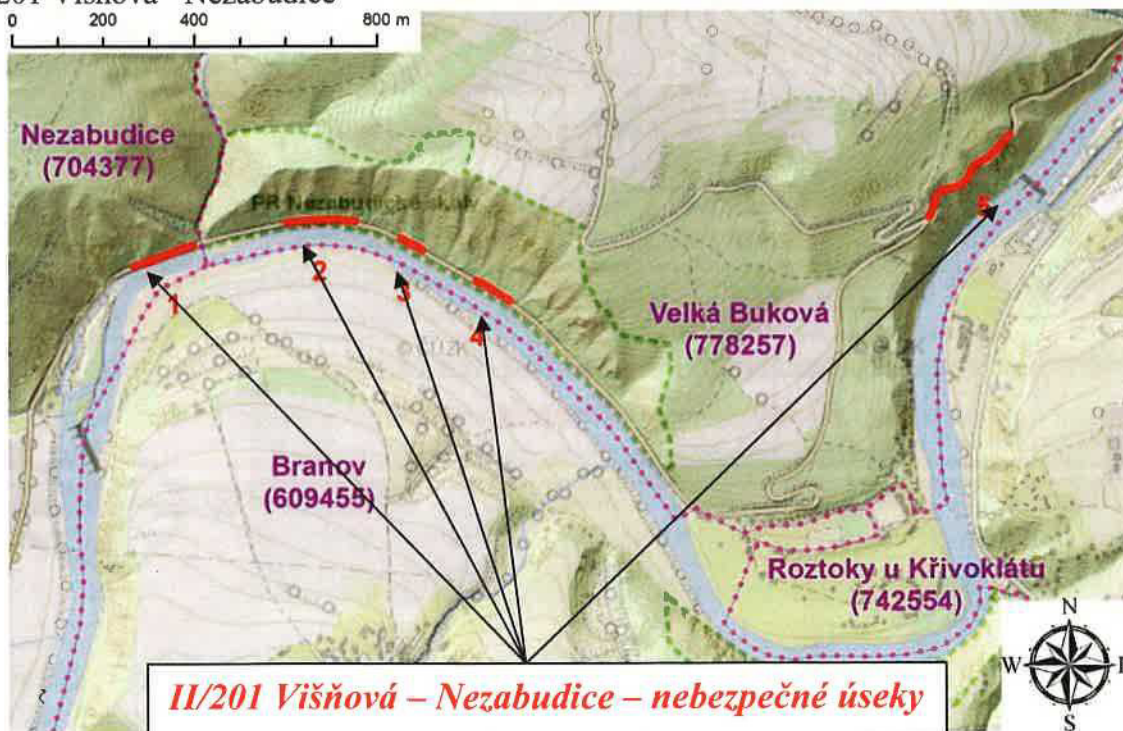 201 Višňová - Nezabudice
0 200 400 800 m
Nezabudice
(704377)
PR Nezabudické skály
1
2
3
4
5
Velká Buková
(778257)
Branov
(609455)
Roztoky u Křivoklátu
(742554)
N
W
S
II/201 Višňová – Nezabudice – nebezpečné úseky